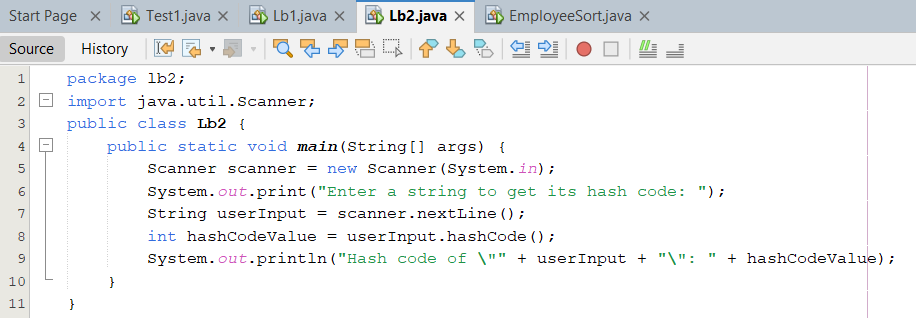 Start Page Test1.java Lb1.java Lb2.java EmployeeSort.java
Source History
1 package lb2;
2 import java.util.Scanner;
3 public class Lb2 {
4 public static void main(String[] args) {
5 Scanner scanner = new Scanner(System.in);
6 System.out.print("Enter a string to get its hash code: ");
7 String userInput = scanner.nextLine();
8 int hashCodeValue = userInput.hashCode();
9 System.out.println("Hash code of \"" + userInput + "\": " + hashCodeValue);
10 }
11 }